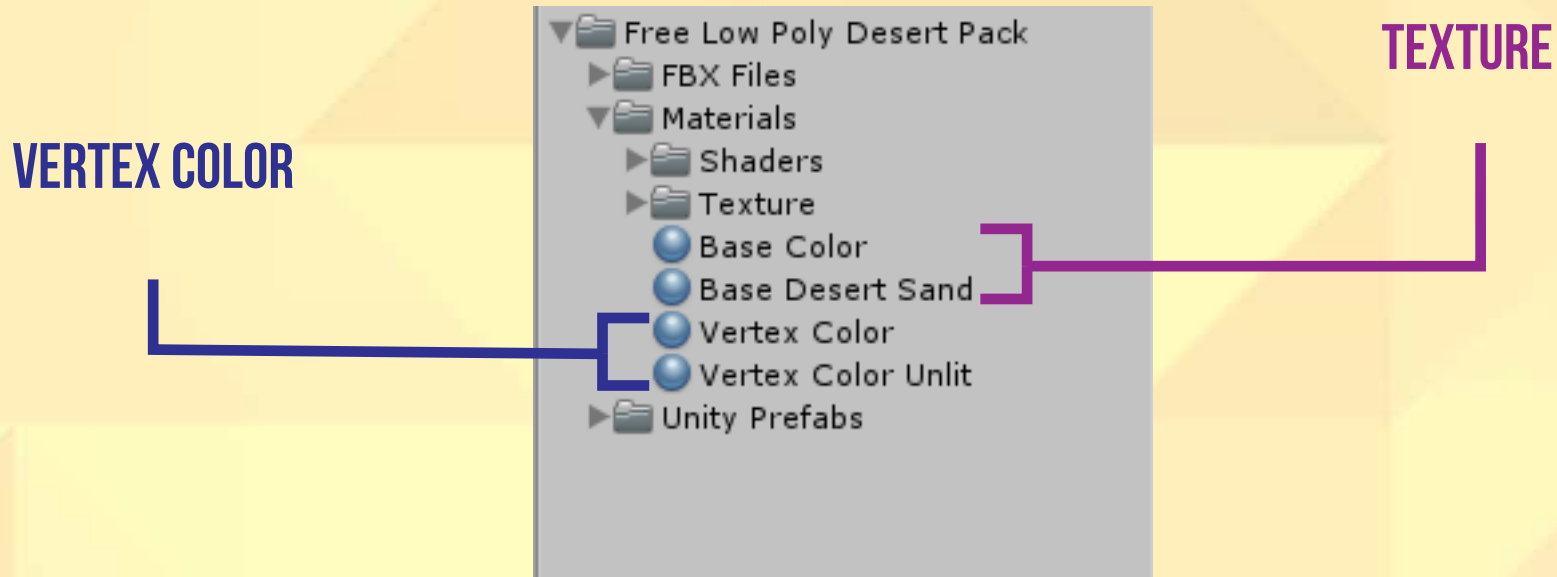 VERTEX COLOR
TEXTURE
Free Low Poly Desert Pack
FBX Files
Materials
Shaders
Texture
Base Color
Base Desert Sand
Vertex Color
Vertex Color Unlit
Unity Prefabs